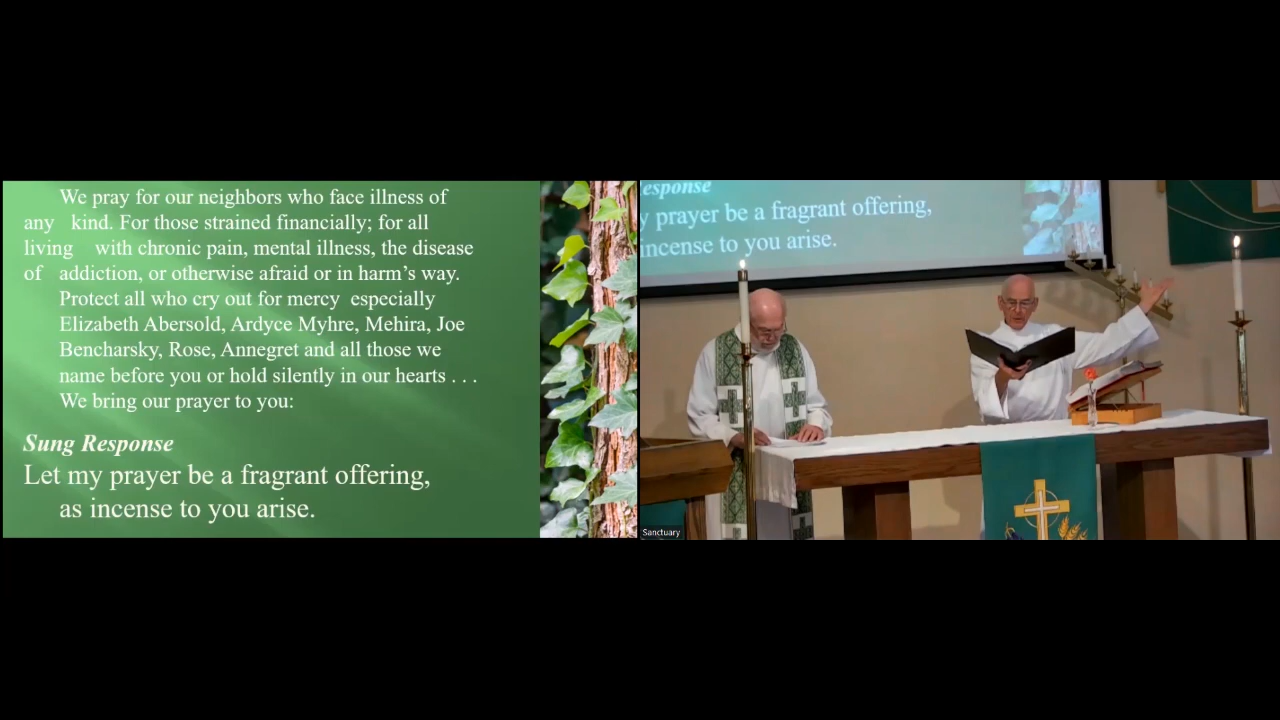 We pray for our neighbors who face illness of
any kind. For those strained financially; for all
living with chronic pain, mental illness, the disease
of addiction, or otherwise afraid or in harm’s way.
Protect all who cry out for mercy especially
Elizabeth Abersold, Ardyce Myhre, Mehira, Joe
Bencharsky, Rose, Annegret and all those we
name before you or hold silently in our hearts . . .
We bring our prayer to you:
Sung Response
Let my prayer be a fragrant offering,
as incense to you arise.
esponse
y prayer be a fragrant offering,
incense to you arise.
Sanctuary